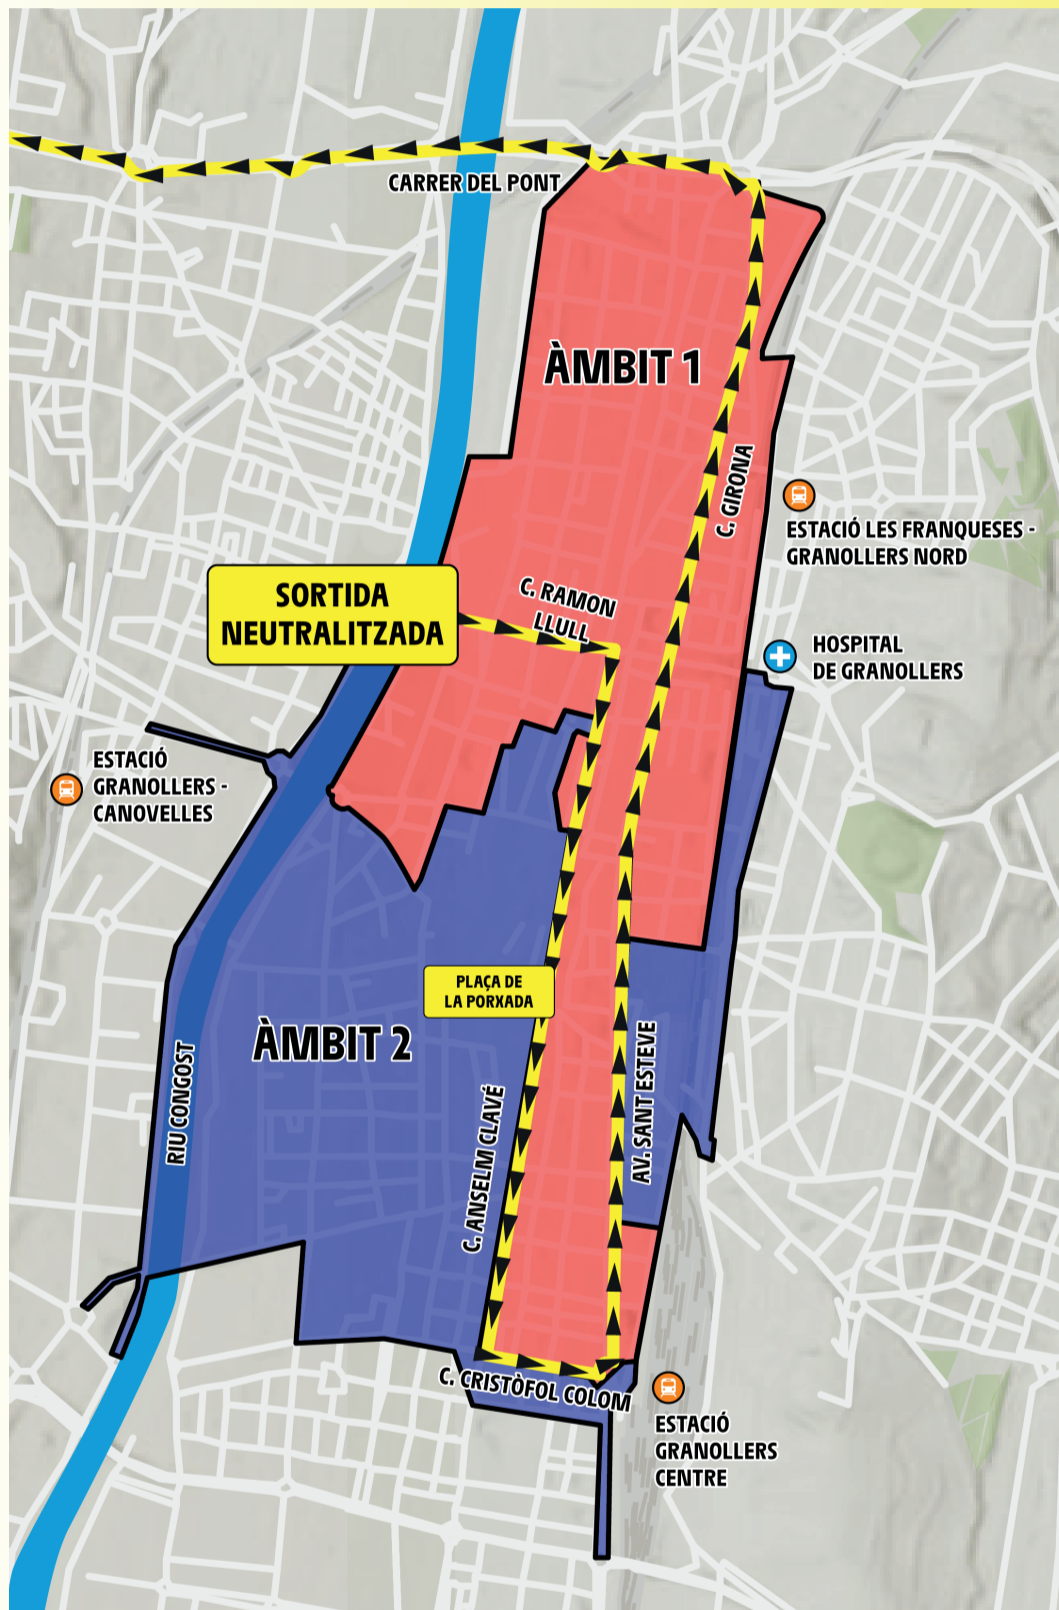 CARRER DEL PONT
ÀMBIT 1
C. GIRONA
ESTACIÓ LES FRANQUESES -
GRANOLLERS NORD
SORTIDA
NEUTRALITZADA
C. RAMON
LLULL
HOSPITAL
DE GRANOLLERS
ESTACIÓ
GRANOLLERS -
CANOVELLES
PLAÇA DE
LA PORXADA
ÀMBIT 2
RIU CONGOST
C. ANSELM CLAVÉ
AV. SANT ESTEVE
C. CRISTÒFOL COLOM
ESTACIÓ
GRANOLLERS
CENTRE